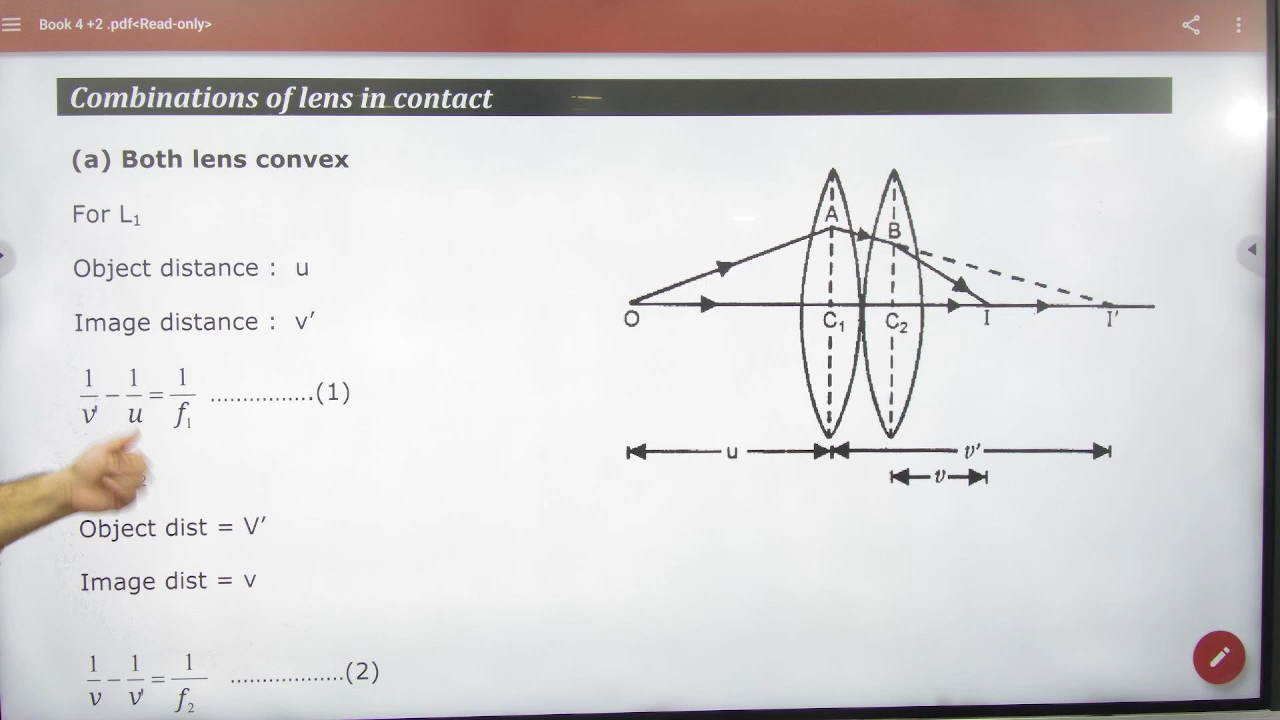 Book 4 +2 .pdf<Read-only>
Combinations of lens in contact
(a) Both lens convex
For L₁
Object distance : u
Image distance : v′
1/v' − 1/u = 1/f₁ ................(1)
₂
Object dist = V′
Image dist = v
1/v − 1/v' = 1/f₂ ..................(2)
A
B
O
C₁
C₂
I
I'
u
v′
v